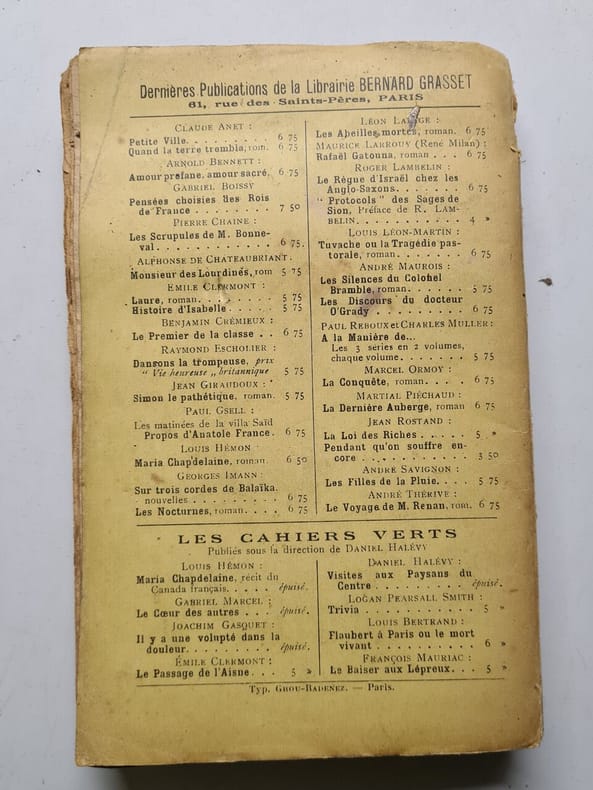 Dernières Publications de la Librairie BERNARD GRASSET
61, rue des Saints-Pères, PARIS
CLAUDE ANET :
Petite Ville. . . . . . . . . . 6 75
Quand la terre trembla, rom. 6 75
ARNOLD BENNETT :
Amour profane, amour sacré. 6 75
GABRIEL BOISSY
Pensées choisies des Rois
de France . . . . . . . . 7 50
PIERRE CHAINE :
Les Scrupules de M. Bonne-
val. . . . . . . . . . . . . 6 75.
ALPHONSE DE CHATEAUBRIANT :
Monsieur des Lourdines, rom 5 75
EMILE CLERMONT :
Laure, roman. . . . . . . . 5 75
Histoire d'Isabelle . . . . . 5 75
BENJAMIN CRÉMIEUX :
Le Premier de la classe . . 6 75
RAYMOND ESCHOLIER :
Dansons la trompeuse, prix
" Vie heureuse „ britannique 5 75
JEAN GIRAUDOUX :
Simon le pathétique, roman. 5 75
PAUL GSELL :
Les matinées de la villa Saïd
Propos d'Anatole France. 6 75
LOUIS HÉMON
Maria Chapdelaine, roman. 6 50
GEORGES IMANN :
Sur trois cordes de Balaïka.
nouvelles . . . . . . . . . 6 75
Les Nocturnes, roman. . . . 6 75
LÉON LAFAGE :
Les Abeilles mortes, roman. 6 75
MAURICE LARROUY (René Milan) :
Rafaël Gatouna, roman . . . 6 75
ROGER LAMBELIN :
Le Règne d'Israël chez les
Anglo-Saxons. . . . . . . 6 75
" Protocols " des Sages de
Sion, Préface de R. LAM-
BELIN. . . . . . . . . . . 4 »
LOUIS LÉON-MARTIN :
Tuvache ou la Tragédie pas-
torale, roman . . . . . . . 6 75
ANDRÉ MAUROIS :
Les Silences du Colonel
Bramble, roman. . . . . . 5 75
Les Discours du docteur
O'Grady . . . . . . . . . 6 75
PAUL REBOUX et CHARLES MULLER :
A la Manière de...
Les 3 séries en 2 volumes,
chaque volume. . . . . . . 5 75
MARCEL ORMOY :
La Conquête, roman. . . . 6 75
MARTIAL PIÉCHAUD :
La Dernière Auberge, roman 6 75
JEAN ROSTAND :
La Loi des Riches . . . . . 5 »
Pendant qu'on souffre en-
core . . . . . . . . . . . 3 50
ANDRÉ SAVIGNON :
Les Filles de la Pluie. . . . 5 75
ANDRÉ THÉRIVE :
Le Voyage de M. Renan, rom. 6 75
LES CAHIERS VERTS
Publiés sous la direction de DANIEL HALÉVY
LOUIS HÉMON :
Maria Chapdelaine, récit du
Canada français. . . . . épuisé.
GABRIEL MARCEL :
Le Cœur des autres . . . épuisé.
JOACHIM GASQUET :
Il y a une volupté dans la
douleur. . . . . . . . . épuisé.
ÉMILE CLERMONT :
Le Passage de l'Aisne. . . 5 »
DANIEL HALÉVY :
Visites aux Paysans du
Centre . . . . . . . . . épuisé.
LOGAN PEARSALL SMITH :
Trivia . . . . . . . . . . 5 »
LOUIS BERTRAND :
Flaubert à Paris ou le mort
vivant . . . . . . . . . . 6 »
FRANÇOIS MAURIAC :
Le Baiser aux Lépreux. . . 5 »
Typ. GROU-RADENEZ. — Paris.